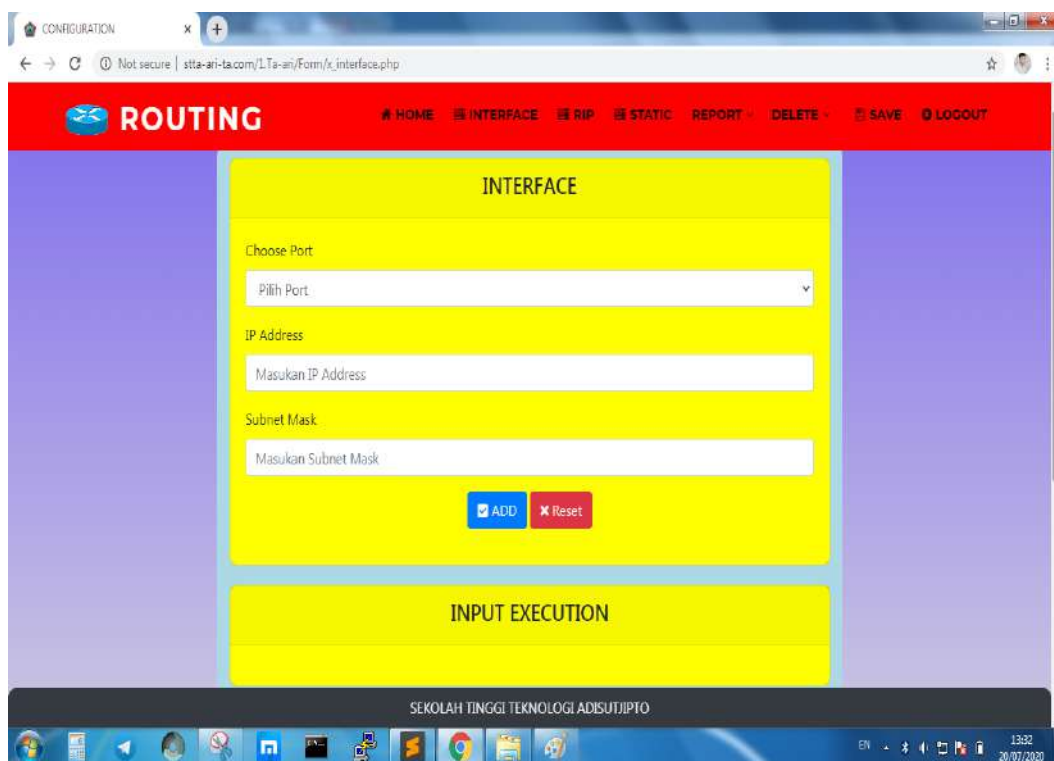 CONFIGURATION
Not secure | stta-ari-ta.com/1.Ta-ari/Form/x_interface.php
ROUTING HOME INTERFACE RIP STATIC REPORT DELETE SAVE LOGOUT
INTERFACE
Choose Port
Pilih Port
IP Address
Masukan IP Address
Subnet Mask
Masukan Subnet Mask
ADD Reset
INPUT EXECUTION
SEKOLAH TINGGI TEKNOLOGI ADISUTJIPTO
EN 13:32
20/07/2020